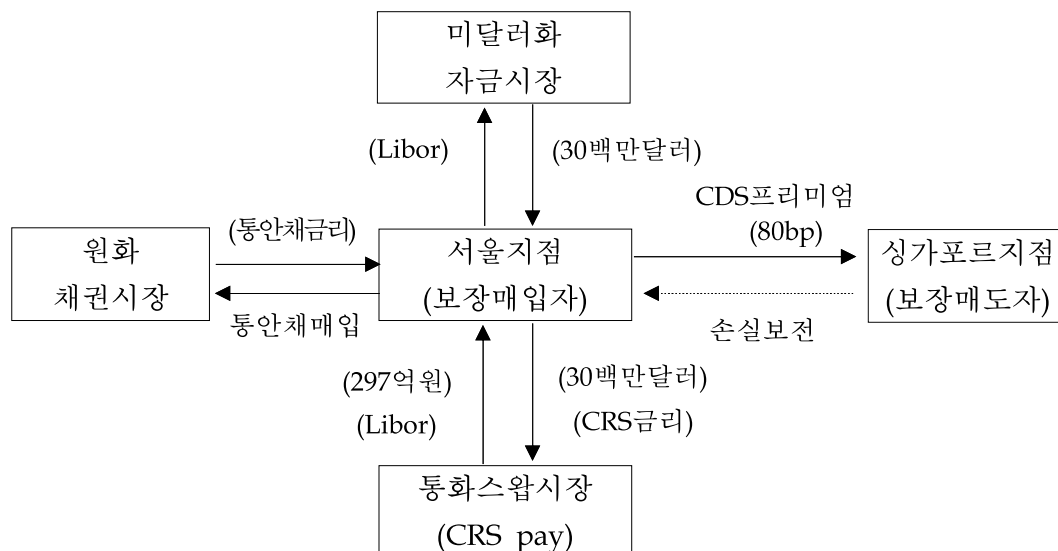 미달러화
자금시장
(Libor)
(30백만달러)
CDS프리미엄
(80bp)
(통안채금리)
원화
채권시장
서울지점
(보장매입자)
싱가포르지점
(보장매도자)
통안채매입
손실보전
(297억원)
(Libor)
(30백만달러)
(CRS금리)
통화스왑시장
(CRS pay)